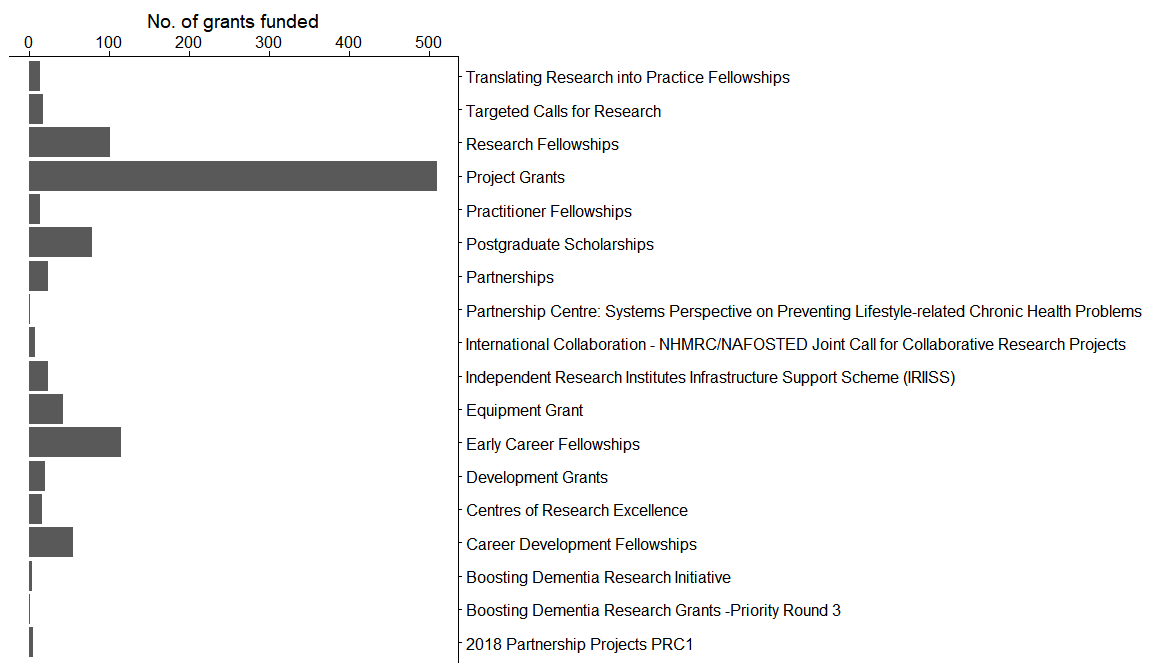 No. of grants funded
0 100 200 300 400 500
Translating Research into Practice Fellowships
Targeted Calls for Research
Research Fellowships
Project Grants
Practitioner Fellowships
Postgraduate Scholarships
Partnerships
Partnership Centre: Systems Perspective on Preventing Lifestyle-related Chronic Health Problems
International Collaboration - NHMRC/NAFOSTED Joint Call for Collaborative Research Projects
Independent Research Institutes Infrastructure Support Scheme (IRIISS)
Equipment Grant
Early Career Fellowships
Development Grants
Centres of Research Excellence
Career Development Fellowships
Boosting Dementia Research Initiative
Boosting Dementia Research Grants -Priority Round 3
2018 Partnership Projects PRC1